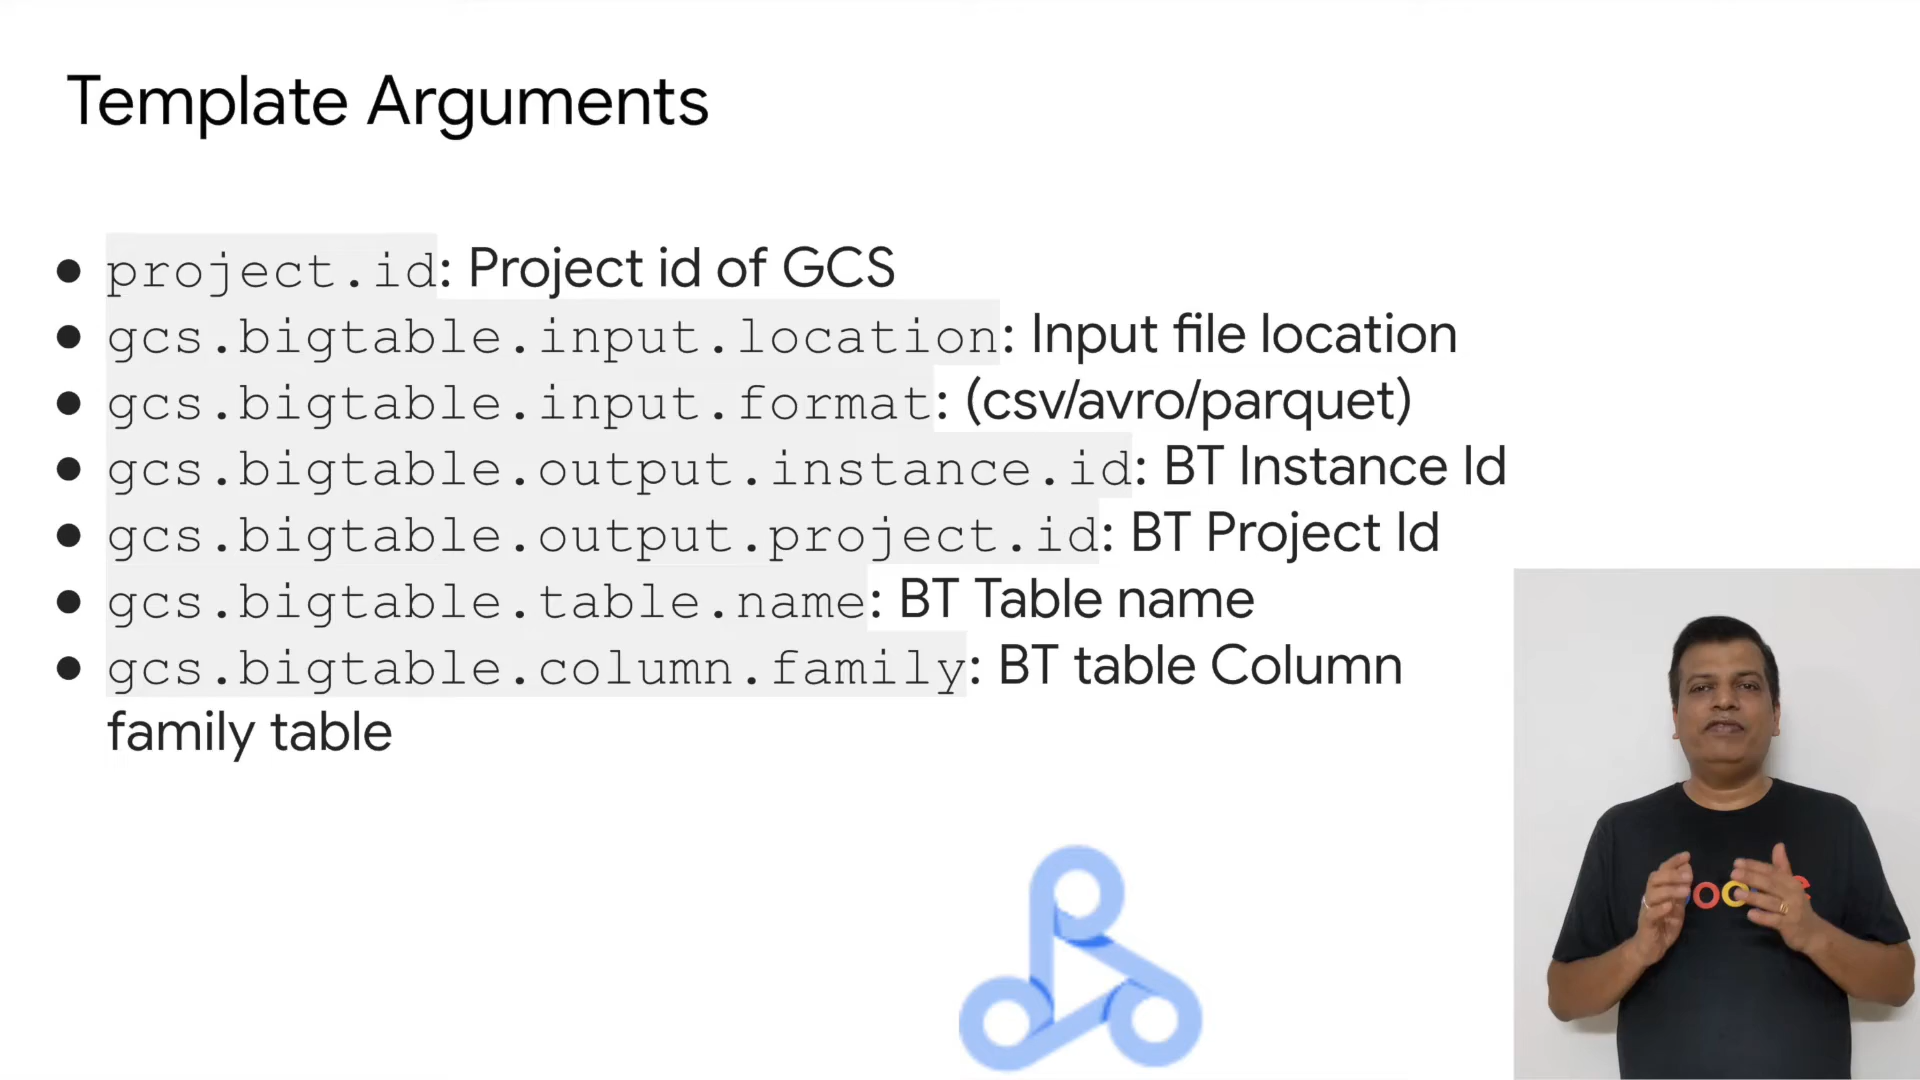 Template Arguments
● project.id: Project id of GCS
● gcs.bigtable.input.location: Input file location
● gcs.bigtable.input.format: (csv/avro/parquet)
● gcs.bigtable.output.instance.id: BT Instance Id
● gcs.bigtable.output.project.id: BT Project Id
● gcs.bigtable.table.name: BT Table name
● gcs.bigtable.column.family: BT table Column
family table